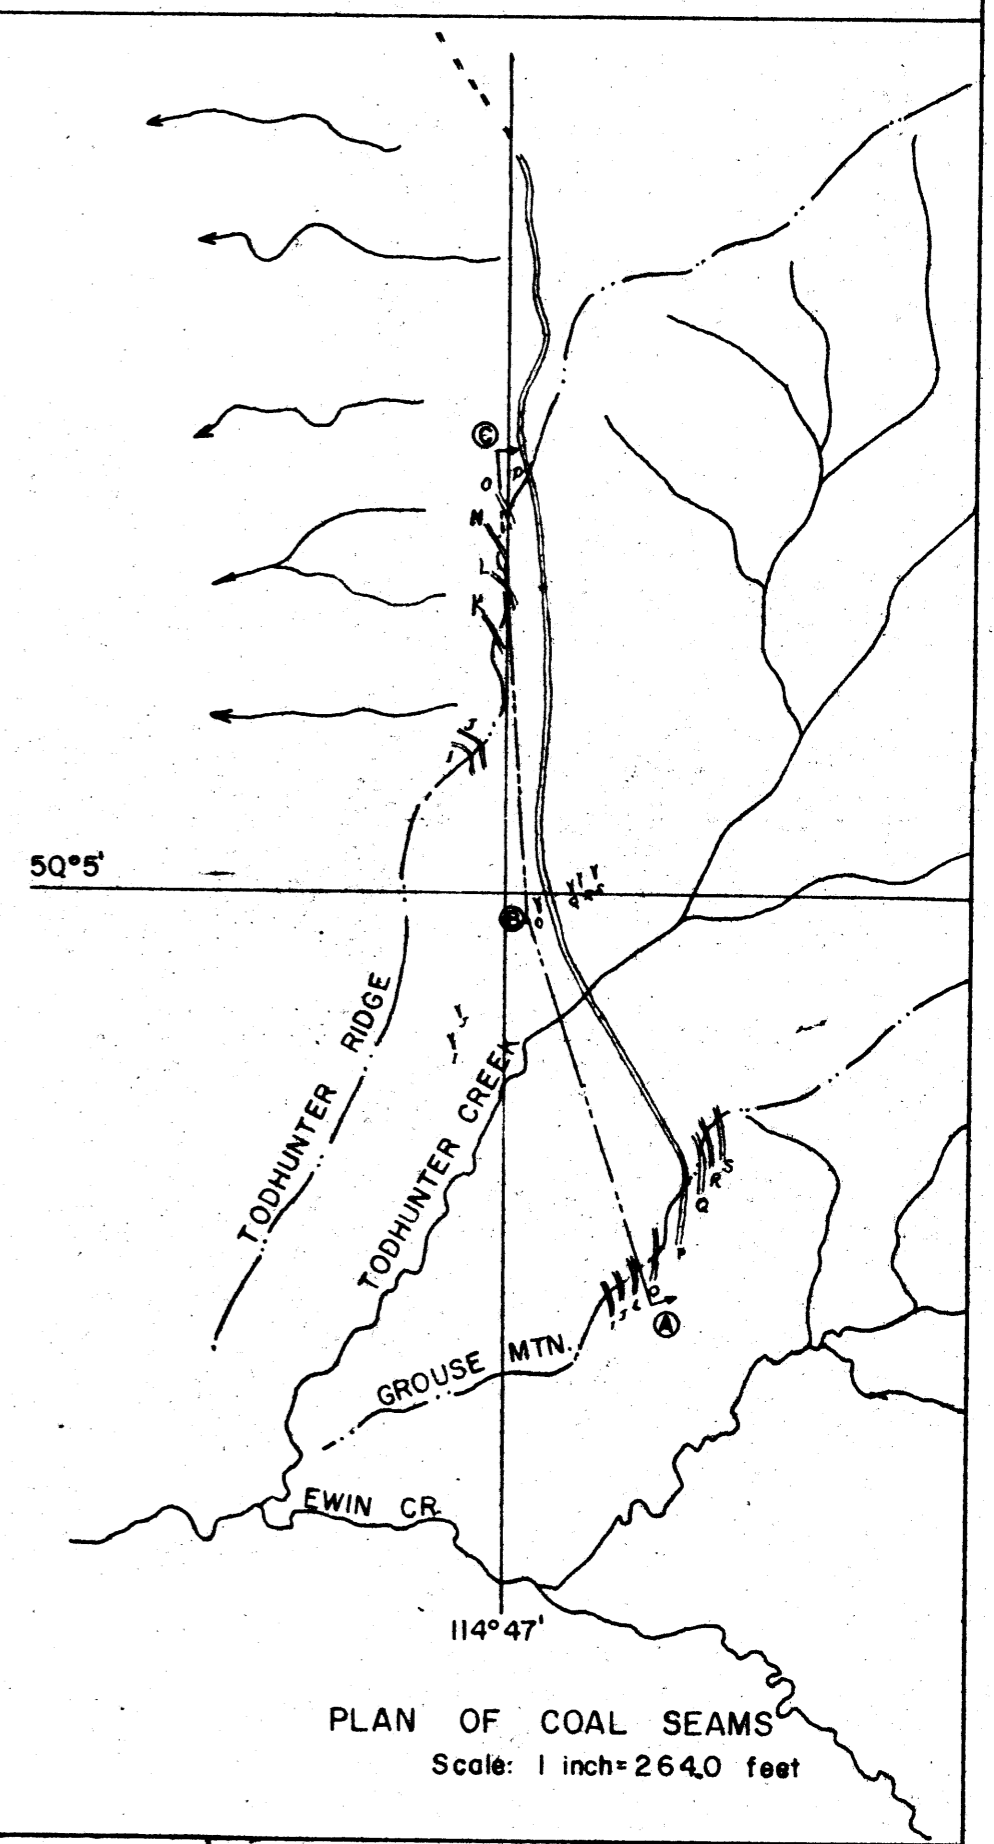 C
P
O
N
L
K
J
I
50°5'
B
O
Q R S
TODHUNTER RIDGE
J
I
TODHUNTER CREEK
S
R
Q
P
O
I J L
A
GROUSE MTN.
EWIN CR.
114°47'
PLAN OF COAL SEAMS
Scale: 1 inch = 2640 feet